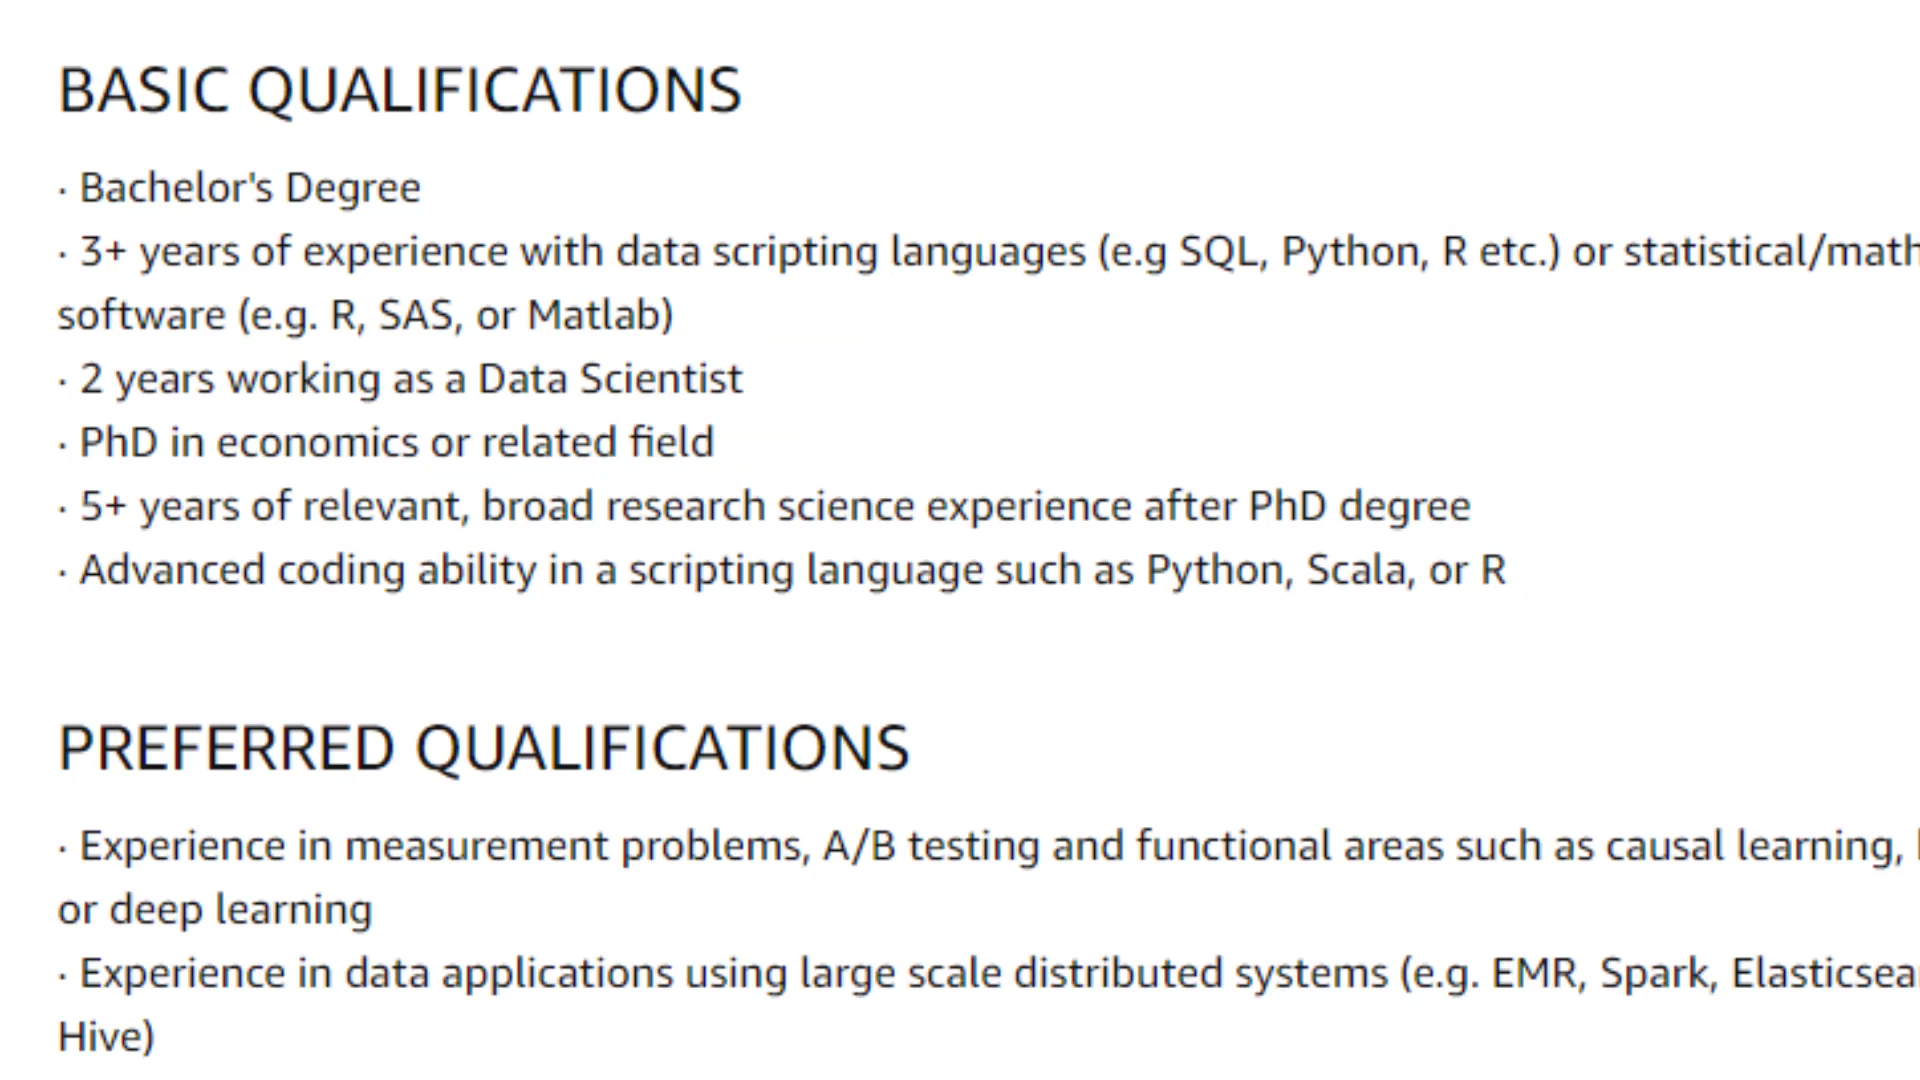 BASIC QUALIFICATIONS
· Bachelor's Degree
· 3+ years of experience with data scripting languages (e.g SQL, Python, R etc.) or statistical/math
software (e.g. R, SAS, or Matlab)
· 2 years working as a Data Scientist
· PhD in economics or related field
· 5+ years of relevant, broad research science experience after PhD degree
· Advanced coding ability in a scripting language such as Python, Scala, or R
PREFERRED QUALIFICATIONS
· Experience in measurement problems, A/B testing and functional areas such as causal learning,
or deep learning
· Experience in data applications using large scale distributed systems (e.g. EMR, Spark, Elasticsea
Hive)